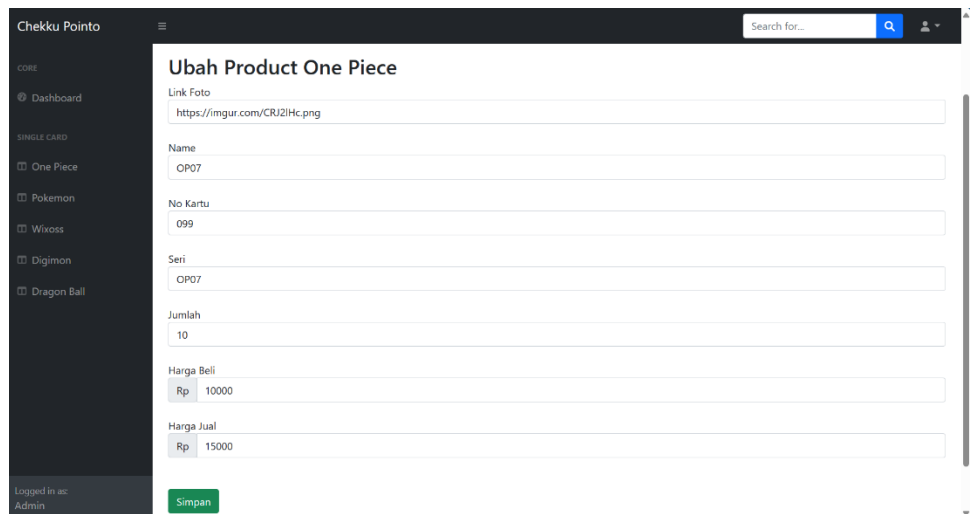 Chekku Pointo
Search for...
CORE
Dashboard
SINGLE CARD
One Piece
Pokemon
Wixoss
Digimon
Dragon Ball
Logged in as:
Admin
Ubah Product One Piece
Link Foto
https://imgur.com/CRJ2lHc.png
Name
OP07
No Kartu
099
Seri
OP07
Jumlah
10
Harga Beli
Rp 10000
Harga Jual
Rp 15000
Simpan